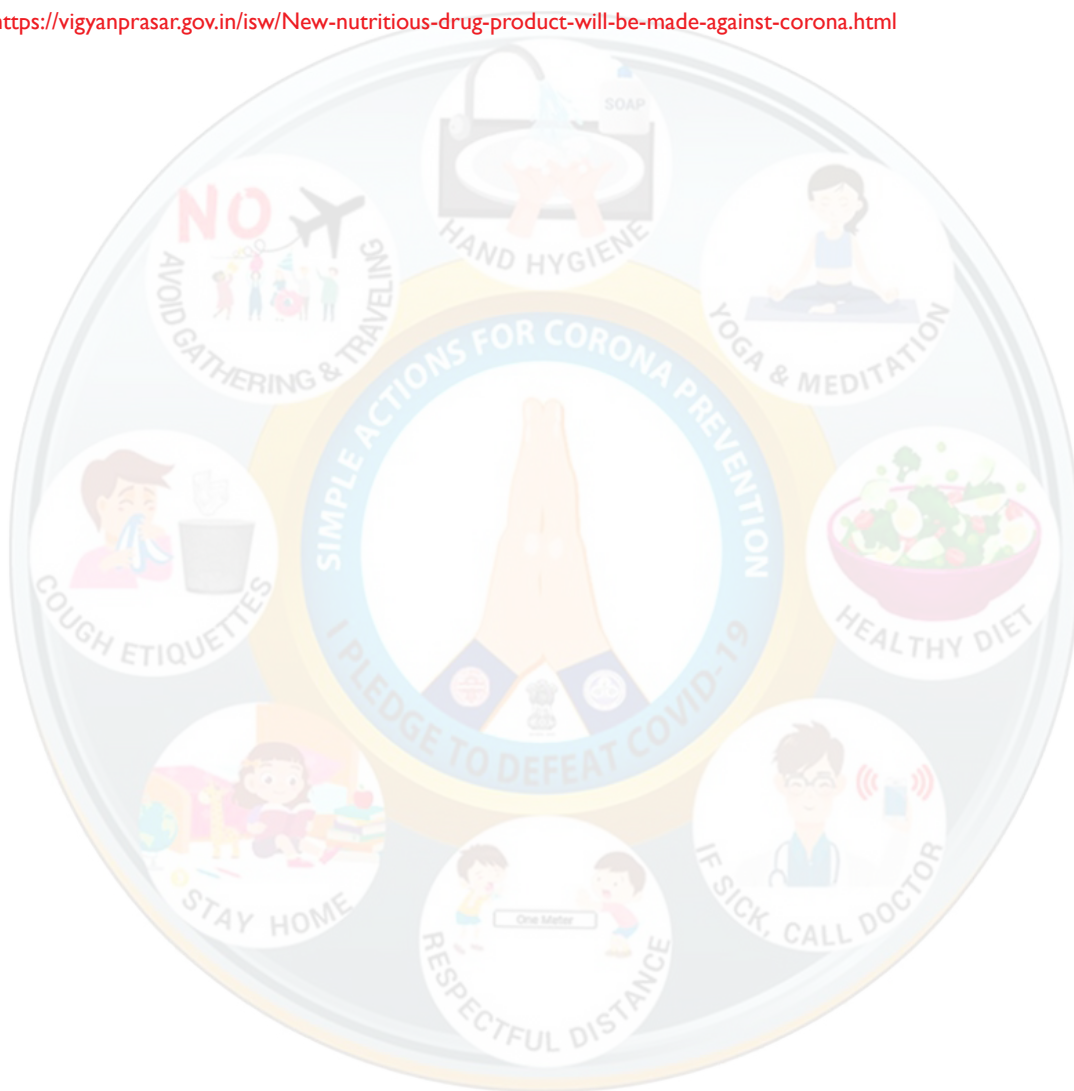 https://vigyanprasar.gov.in/isw/New-nutritious-drug-product-will-be-made-against-corona.html
SOAP
HAND HYGIENE
NO
AVOID GATHERING & TRAVELING
YOGA & MEDITATION
SIMPLE ACTIONS FOR CORONA PREVENTION
COUGH ETIQUETTES
HEALTHY DIET
I PLEDGE TO DEFEAT COVID-19
STAY HOME
IF SICK, CALL DOCTOR
One Meter
RESPECTFUL DISTANCE